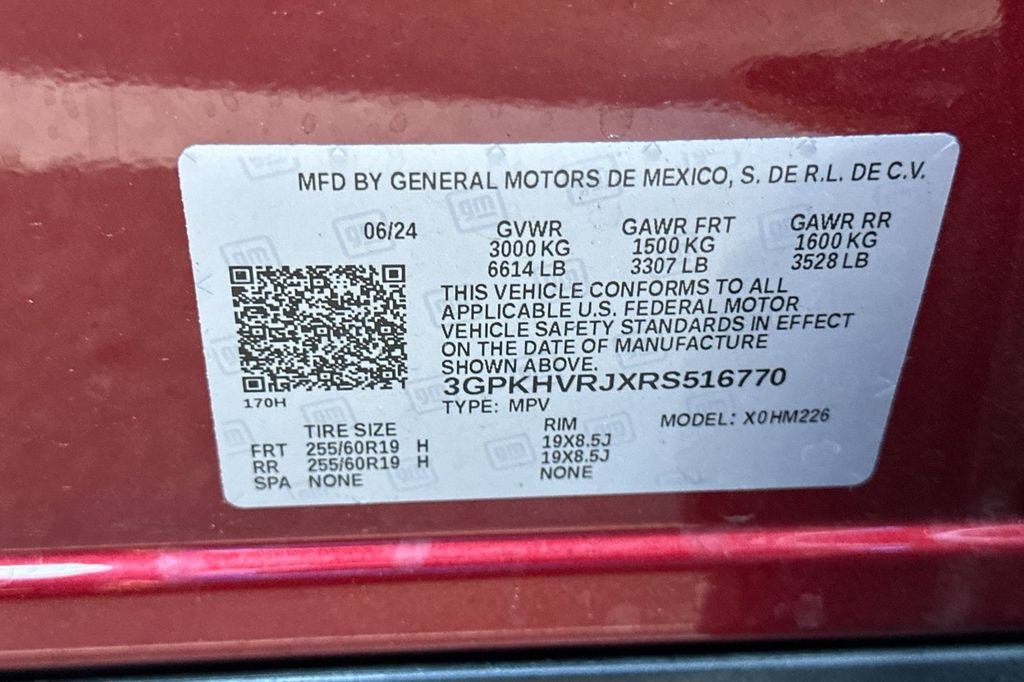 MFD BY GENERAL MOTORS DE MEXICO, S. DE R.L. DE C.V.
06/24 GVWR GAWR FRT GAWR RR
3000 KG 1500 KG 1600 KG
6614 LB 3307 LB 3528 LB
THIS VEHICLE CONFORMS TO ALL
APPLICABLE U.S. FEDERAL MOTOR
VEHICLE SAFETY STANDARDS IN EFFECT
ON THE DATE OF MANUFACTURE
SHOWN ABOVE.
3GPKHVRJXRS516770
170H
TYPE: MPV
MODEL: X0HM226
TIRE SIZE RIM
FRT 255/60R19 H 19X8.5J
RR 255/60R19 H 19X8.5J
SPA NONE NONE